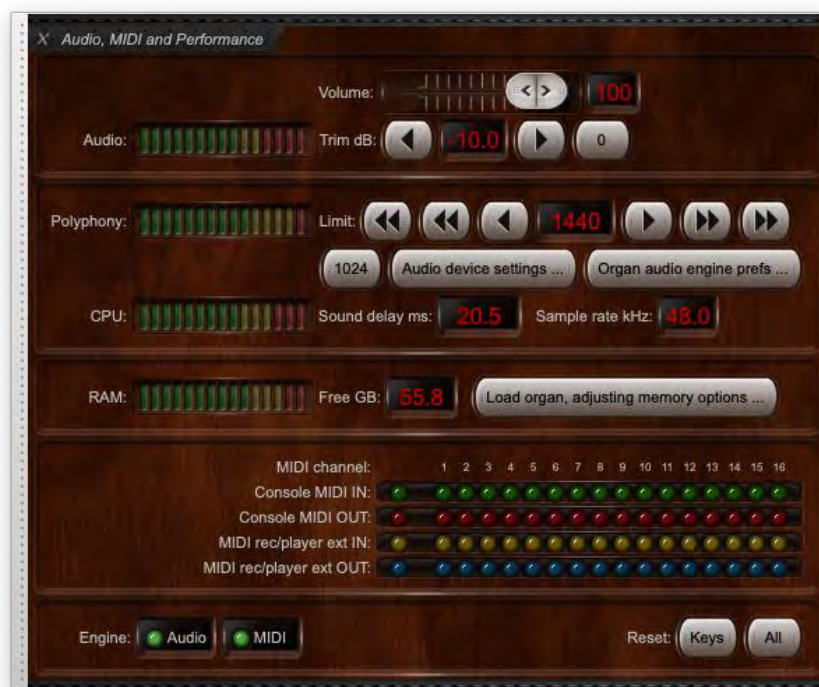 X Audio, MIDI and Performance
Volume: 100
Audio: Trim dB: -10.0 0
Polyphony: Limit: 1440
1024 Audio device settings ... Organ audio engine prefs ...
CPU: Sound delay ms: 20.5 Sample rate kHz: 48.0
RAM: Free GB: 55.8 Load organ, adjusting memory options ...
MIDI channel: 1 2 3 4 5 6 7 8 9 10 11 12 13 14 15 16
Console MIDI IN:
Console MIDI OUT:
MIDI rec/player ext IN:
MIDI rec/player ext OUT:
Engine: Audio MIDI Reset: Keys All